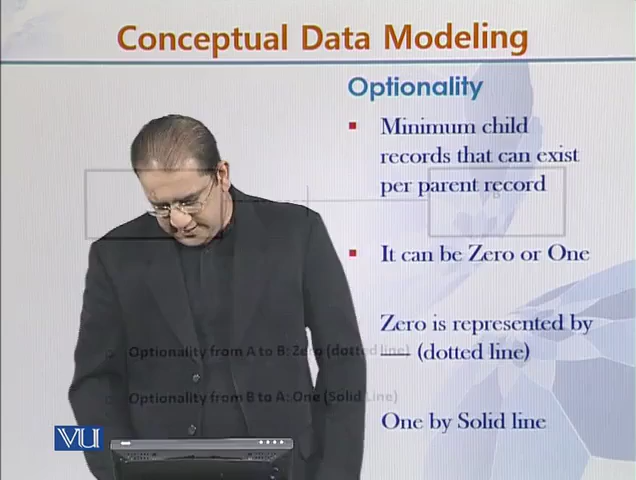 Conceptual Data Modeling
Optionality
Minimum child
records that can exist
per parent record
It can be Zero or One
Zero is represented by
(dotted line)
One by Solid line
B
Optionality from A to B: Zero (dotted line)
Optionality from B to A: One (Solid Line)
VU